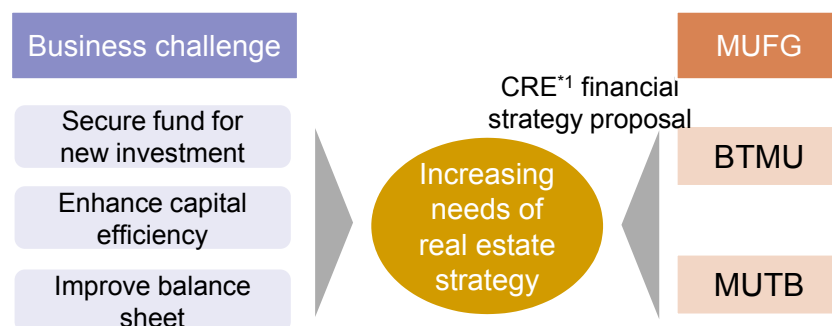 Business challenge
Secure fund for
new investment
Enhance capital
efficiency
Improve balance
sheet
Increasing
needs of
real estate
strategy
CRE*1 financial
strategy proposal
MUFG
BTMU
MUTB